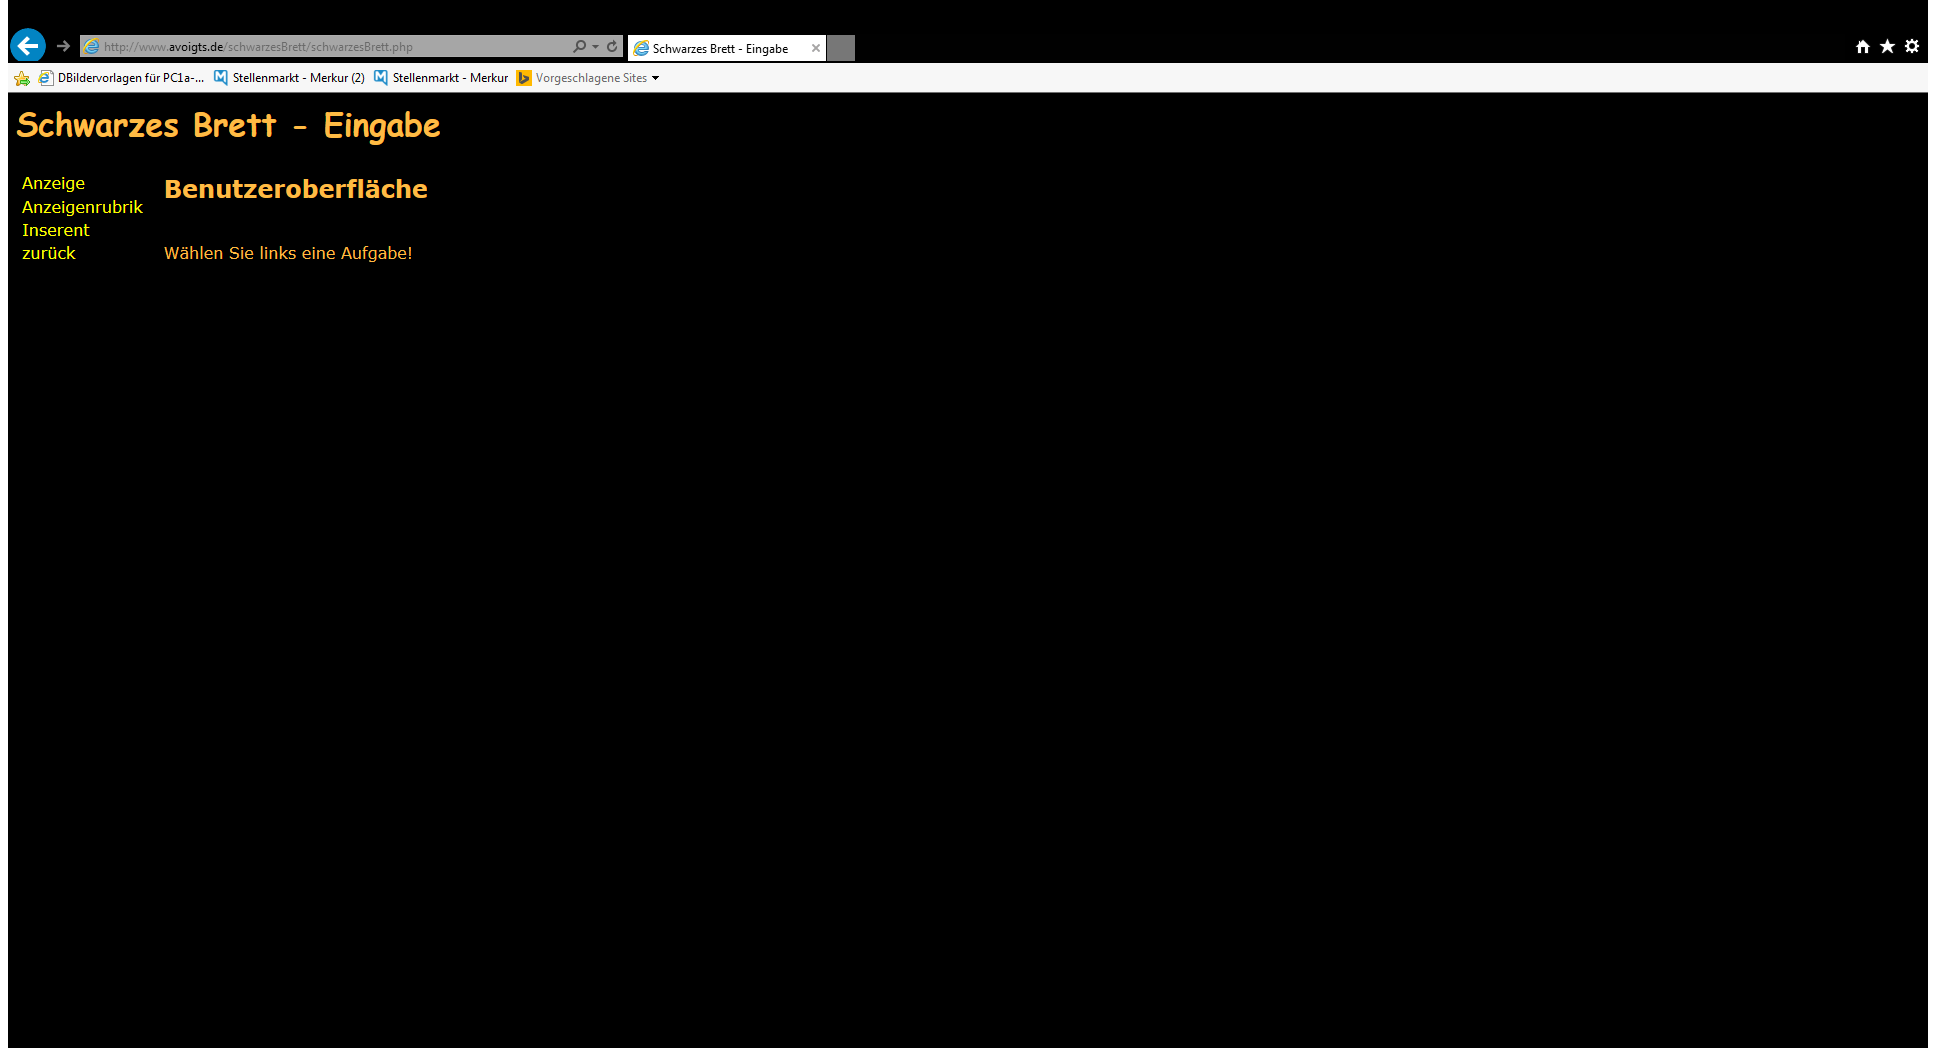 http://www.avoigts.de/schwarzesBrett/schwarzesBrett.php
Schwarzes Brett - Eingabe
DBildervorlagen für PC1a-... Stellenmarkt - Merkur (2) Stellenmarkt - Merkur Vorgeschlagene Sites
Schwarzes Brett - Eingabe
Anzeige
Anzeigenrubrik
Inserent
zurück
Benutzeroberfläche
Wählen Sie links eine Aufgabe!